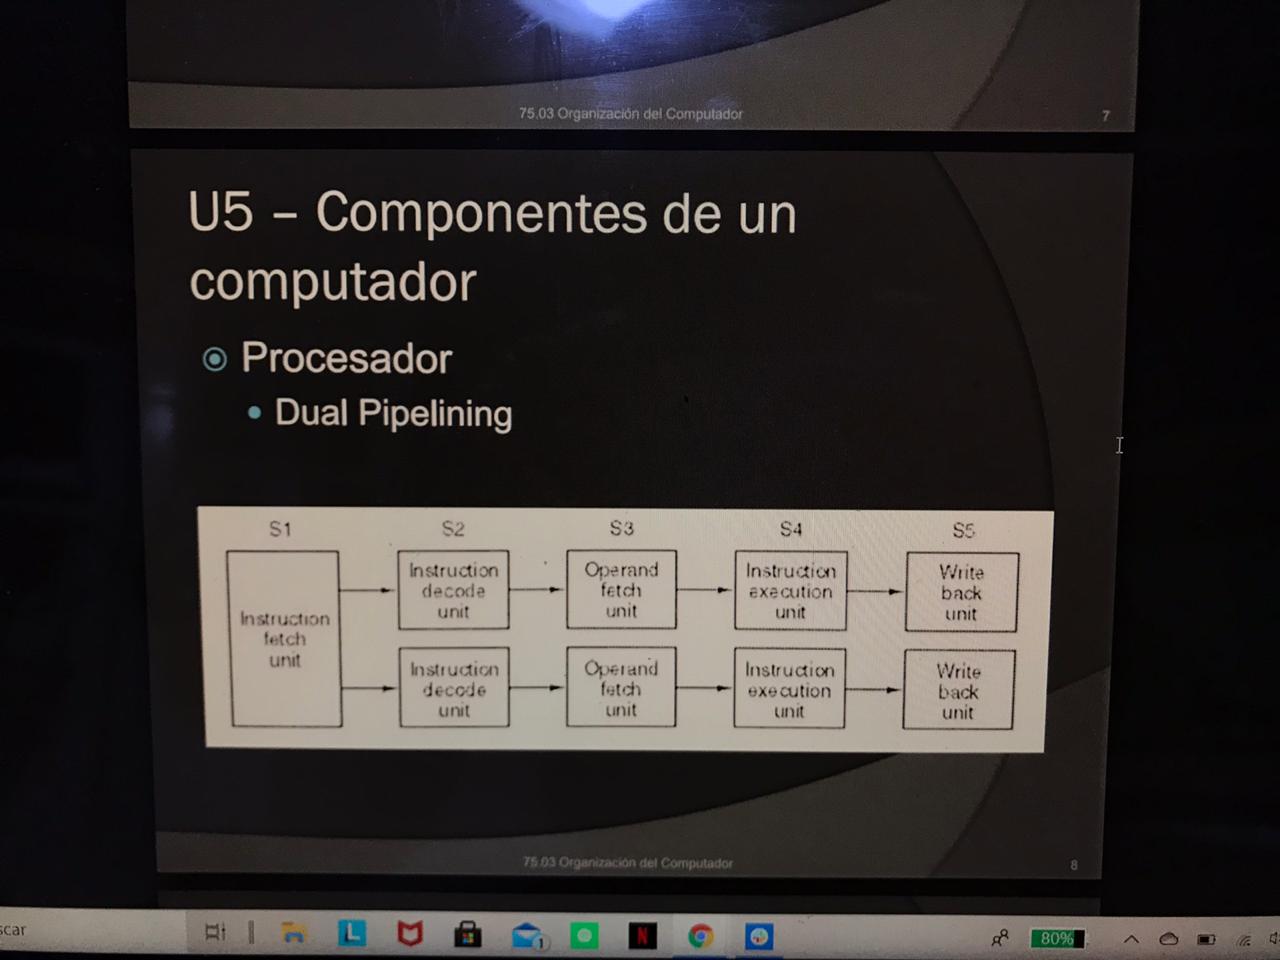 75.03 Organización del Computador
7
U5 – Componentes de un
computador
Procesador
Dual Pipelining
S1 S2 S3 S4 S5
Instruction
fetch
unit
Instruction
decode
unit
Operand
fetch
unit
Instruction
execution
unit
Write
back
unit
Instruction
decode
unit
Operand
fetch
unit
Instruction
execution
unit
Write
back
unit
75.03 Organización del Computador
8
scar
L
1
N
80%